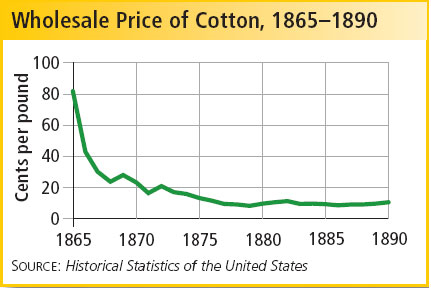 Wholesale Price of Cotton, 1865–1890
Cents per pound
100
80
60
40
20
0
1865 1870 1875 1880 1885 1890
SOURCE: Historical Statistics of the United States